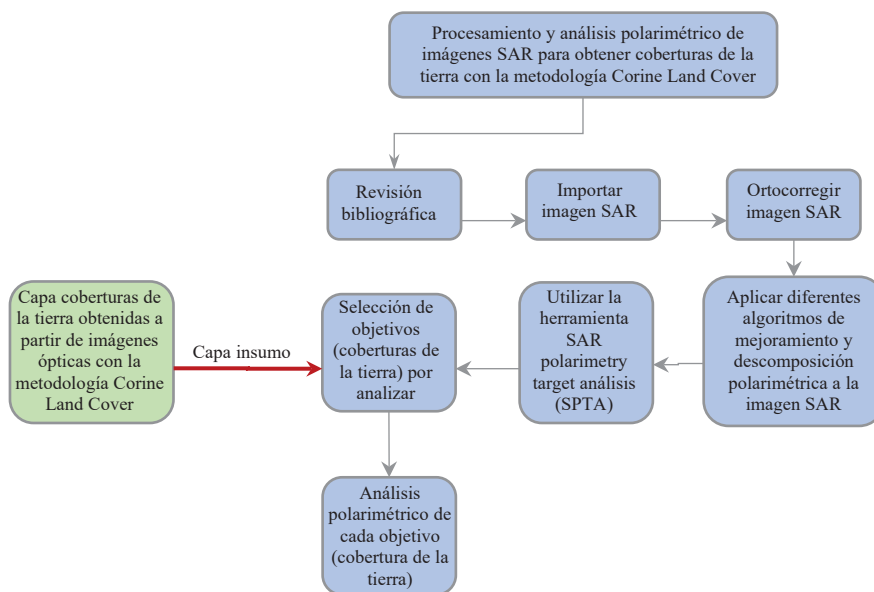 Procesamiento y análisis polarimétrico de
imágenes SAR para obtener coberturas de la
tierra con la metodología Corine Land Cover
Revisión
bibliográfica
Importar
imagen SAR
Ortocorregir
imagen SAR
Capa coberturas de
la tierra obtenidas a
partir de imágenes
ópticas con la
metodología Corine
Land Cover
Capa insumo
Selección de
objetivos
(coberturas de
la tierra) por
analizar
Utilizar la
herramienta
SAR
polarimetry
target análisis
(SPTA)
Aplicar diferentes
algoritmos de
mejoramiento y
descomposición
polarimétrica a la
imagen SAR
Análisis
polarimétrico de
cada objetivo
(cobertura de la
tierra)